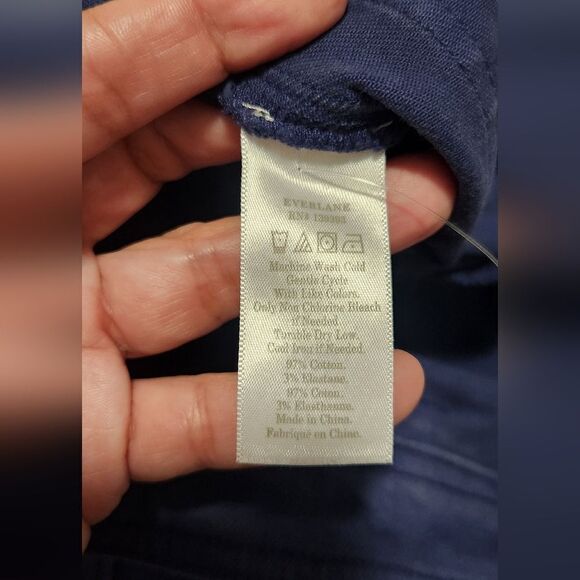 EVERLANE
RN# 139393
Machine Wash Cold
Gentle Cycle
With Like Colors.
Only Non Chlorine Bleach
if Needed
Tumble Dry Low.
Cool Iron if Needed.
97% Cotton.
3% Elastane.
97% Coton.
3% Elasthanne.
Made in China.
Fabriqué en Chine.